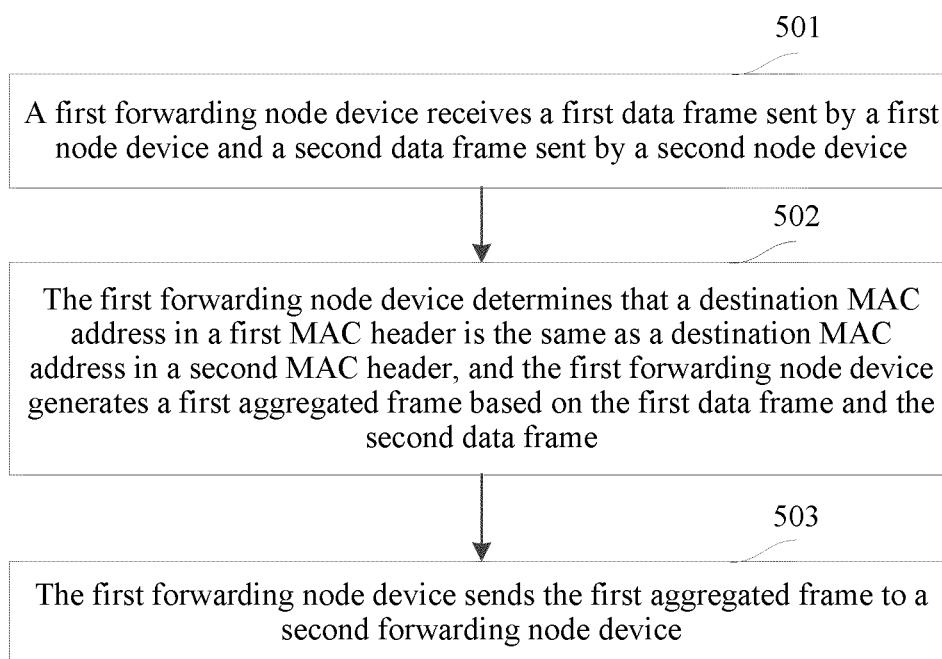 501
A first forwarding node device receives a first data frame sent by a first
node device and a second data frame sent by a second node device
502
The first forwarding node device determines that a destination MAC
address in a first MAC header is the same as a destination MAC
address in a second MAC header, and the first forwarding node device
generates a first aggregated frame based on the first data frame and the
second data frame
503
The first forwarding node device sends the first aggregated frame to a
second forwarding node device